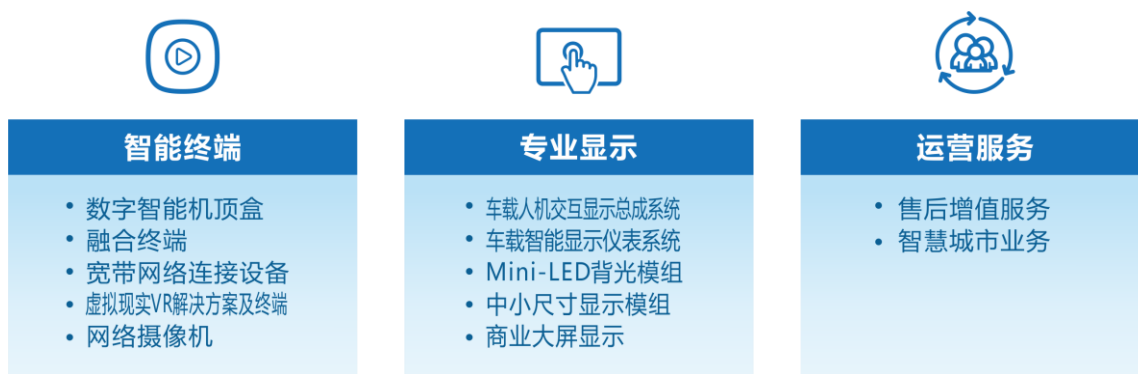 智能终端
数字智能机顶盒
融合终端
宽带网络连接设备
虚拟现实VR解决方案及终端
网络摄像机
专业显示
车载人机交互显示总成系统
车载智能显示仪表系统
Mini-LED背光模组
中小尺寸显示模组
商业大屏显示
运营服务
售后增值服务
智慧城市业务